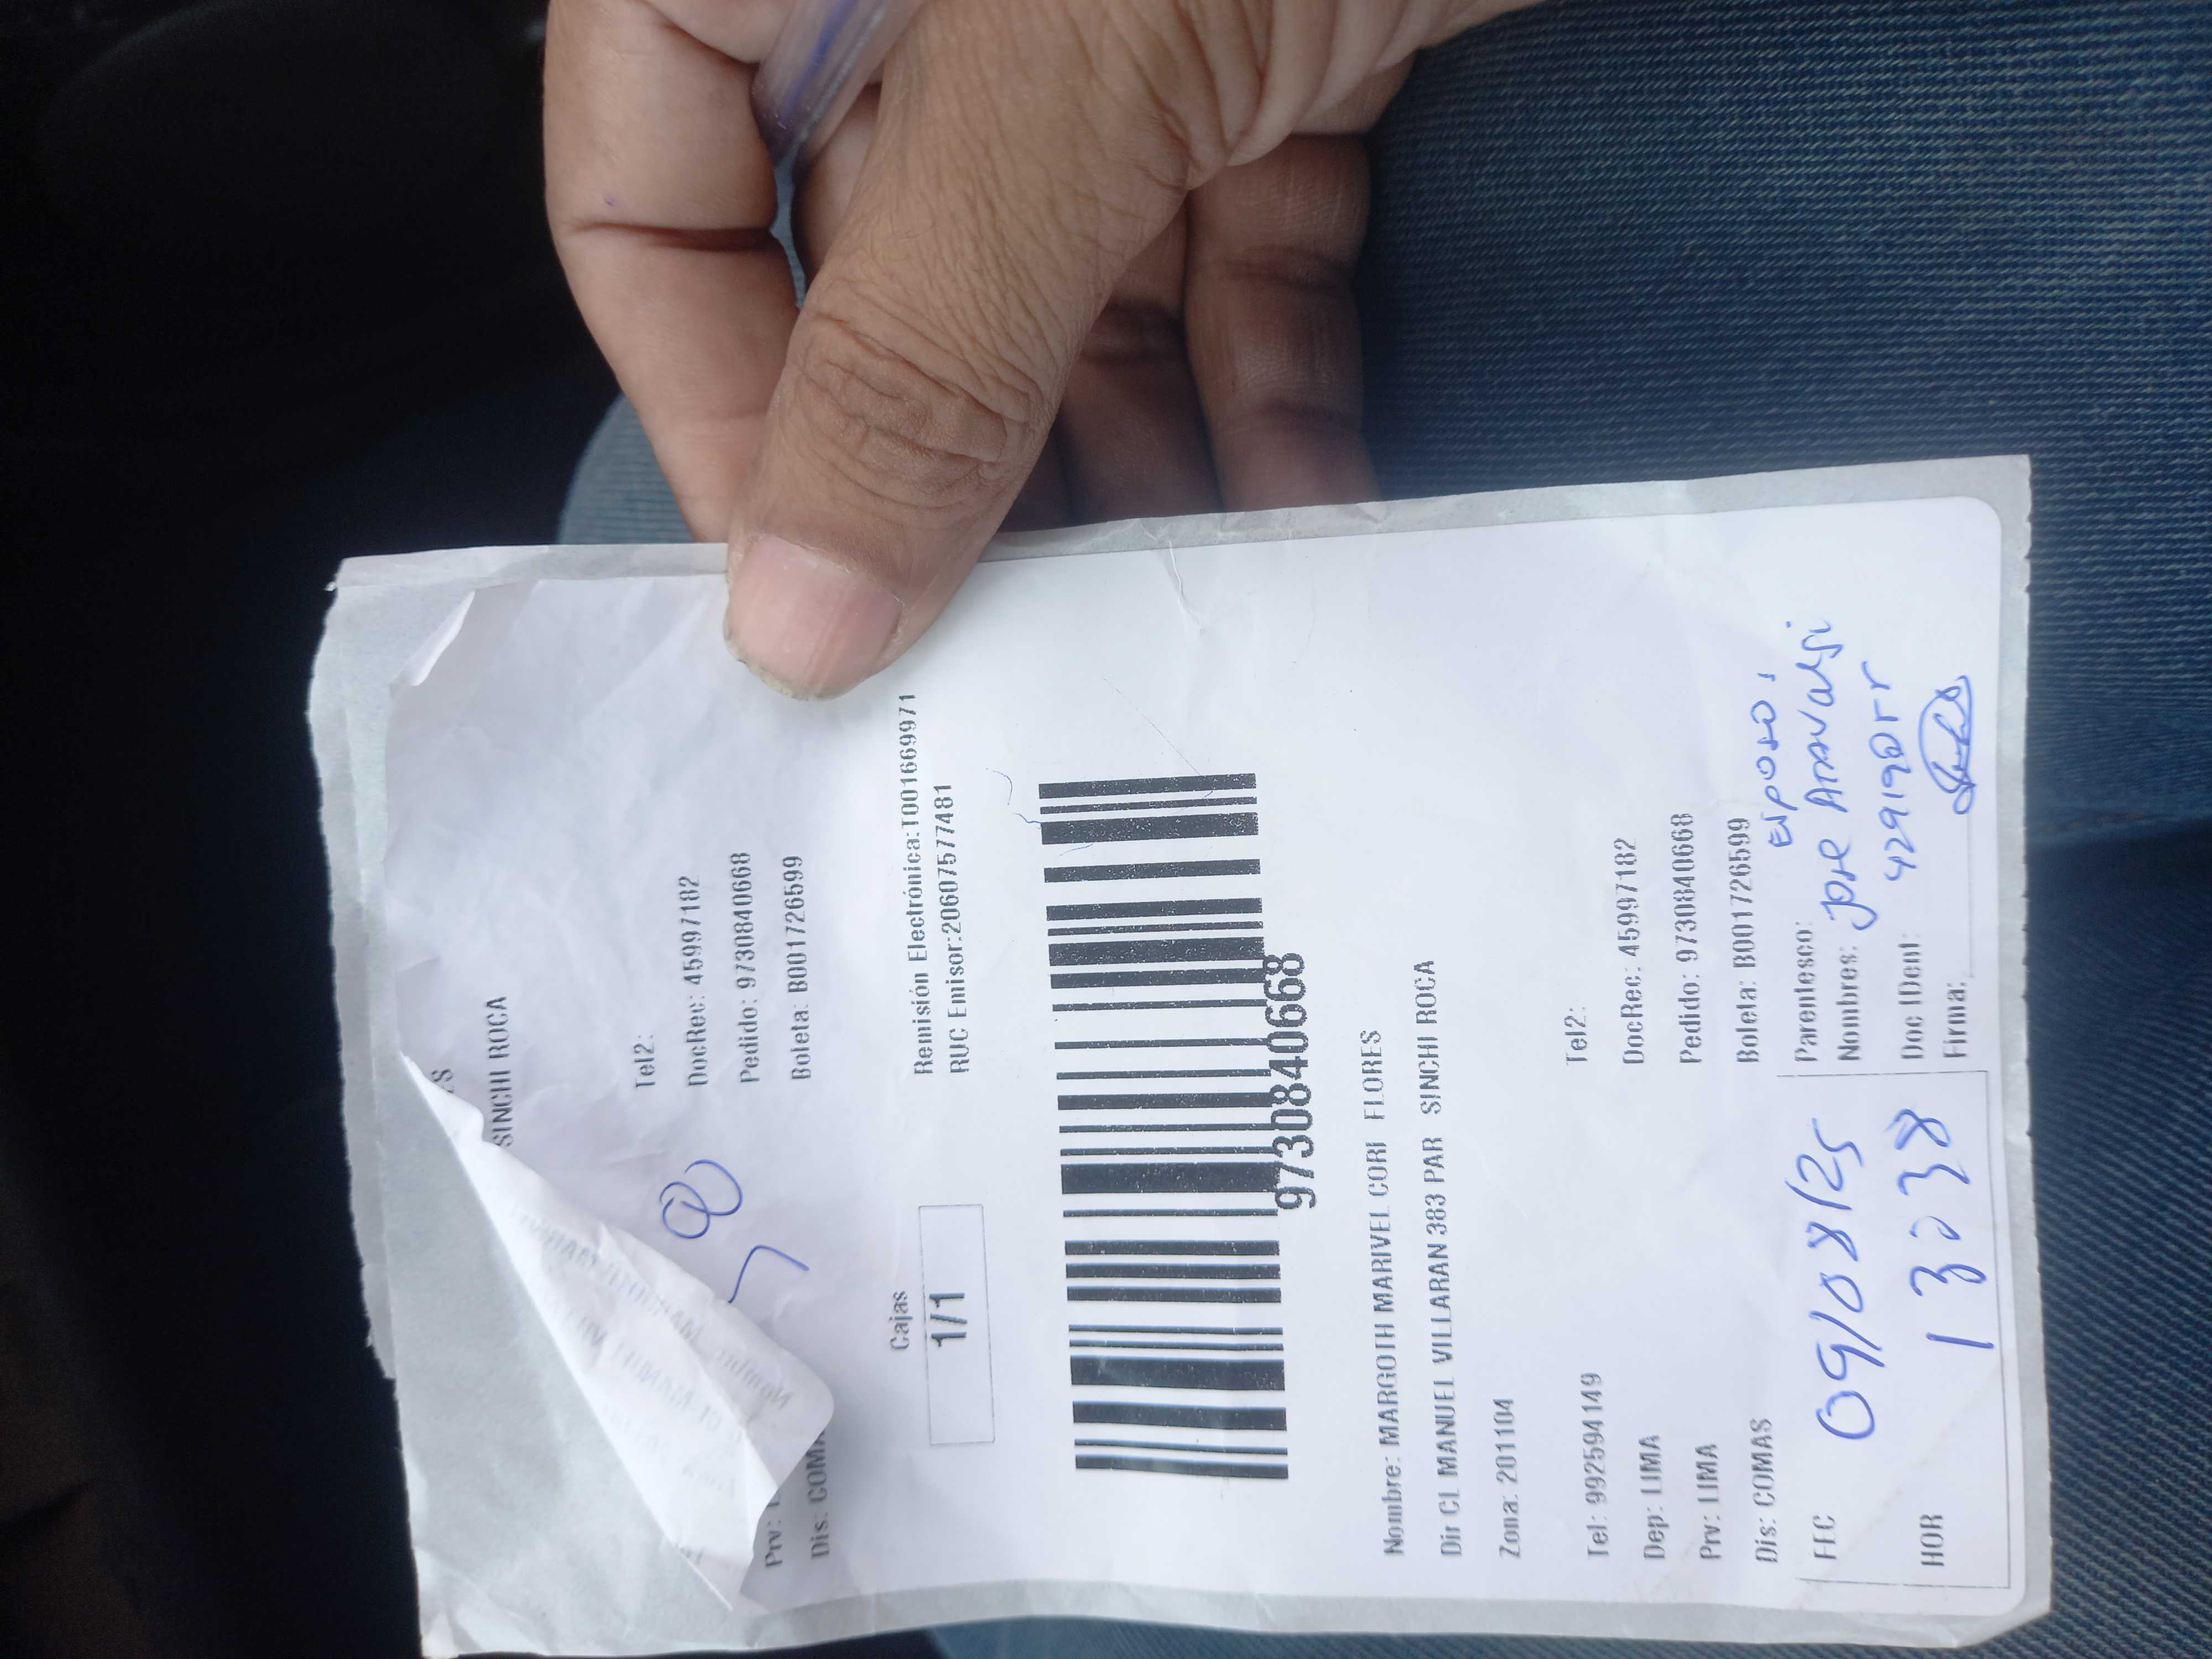 SINCHI ROCA
Tel2:
DocRec: 45997182
Pedido: 9730840668
Boleta: B001726599
Prv:
Dis: COMA
Cajas
1/1
Remisión Electrónica:T001669971
RUC Emisor:20607577481
9730840668
Nombre: MARGOTH MARIVEL CORI FLORES
Dir CL MANUEL VILLARAN 383 PAR SINCHI ROCA
Zona: 201104
Tel: 992594149
Tel2:
Dep: LIMA
DocRec: 45997182
Prv: LIMA
Pedido: 9730840668
Dis: COMAS
Boleta: B001726599
FEC 09/08/25
Parentesco: Esposo
Nombres: Jose
HOR 13:38
Doc IDent:
Firma: